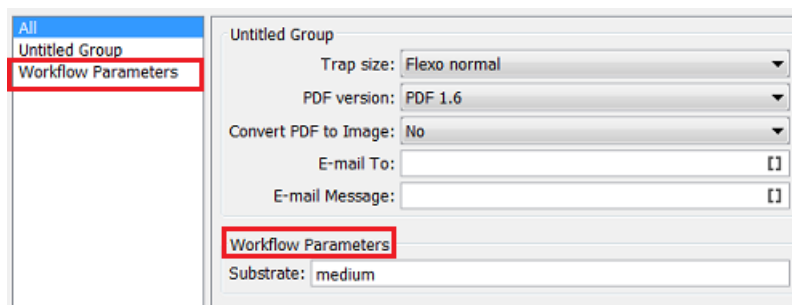 All
Untitled Group
Workflow Parameters
Untitled Group
Trap size: Flexo normal
PDF version: PDF 1.6
Convert PDF to Image: No
E-mail To: []
E-mail Message: []
Workflow Parameters
Substrate: medium